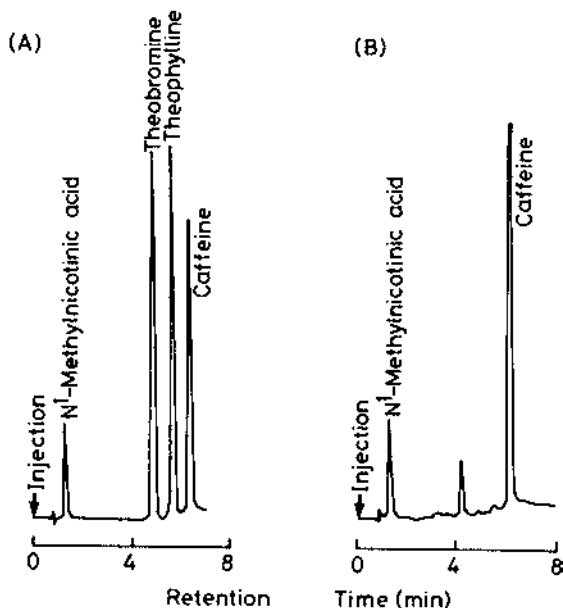 (A)
Injection
N¹-Methylnicotinic acid
Theobromine
Theophylline
Caffeine
0 4 8
(B)
Injection
N¹-Methylnicotinic acid
Caffeine
0 4 8
Retention Time (min)